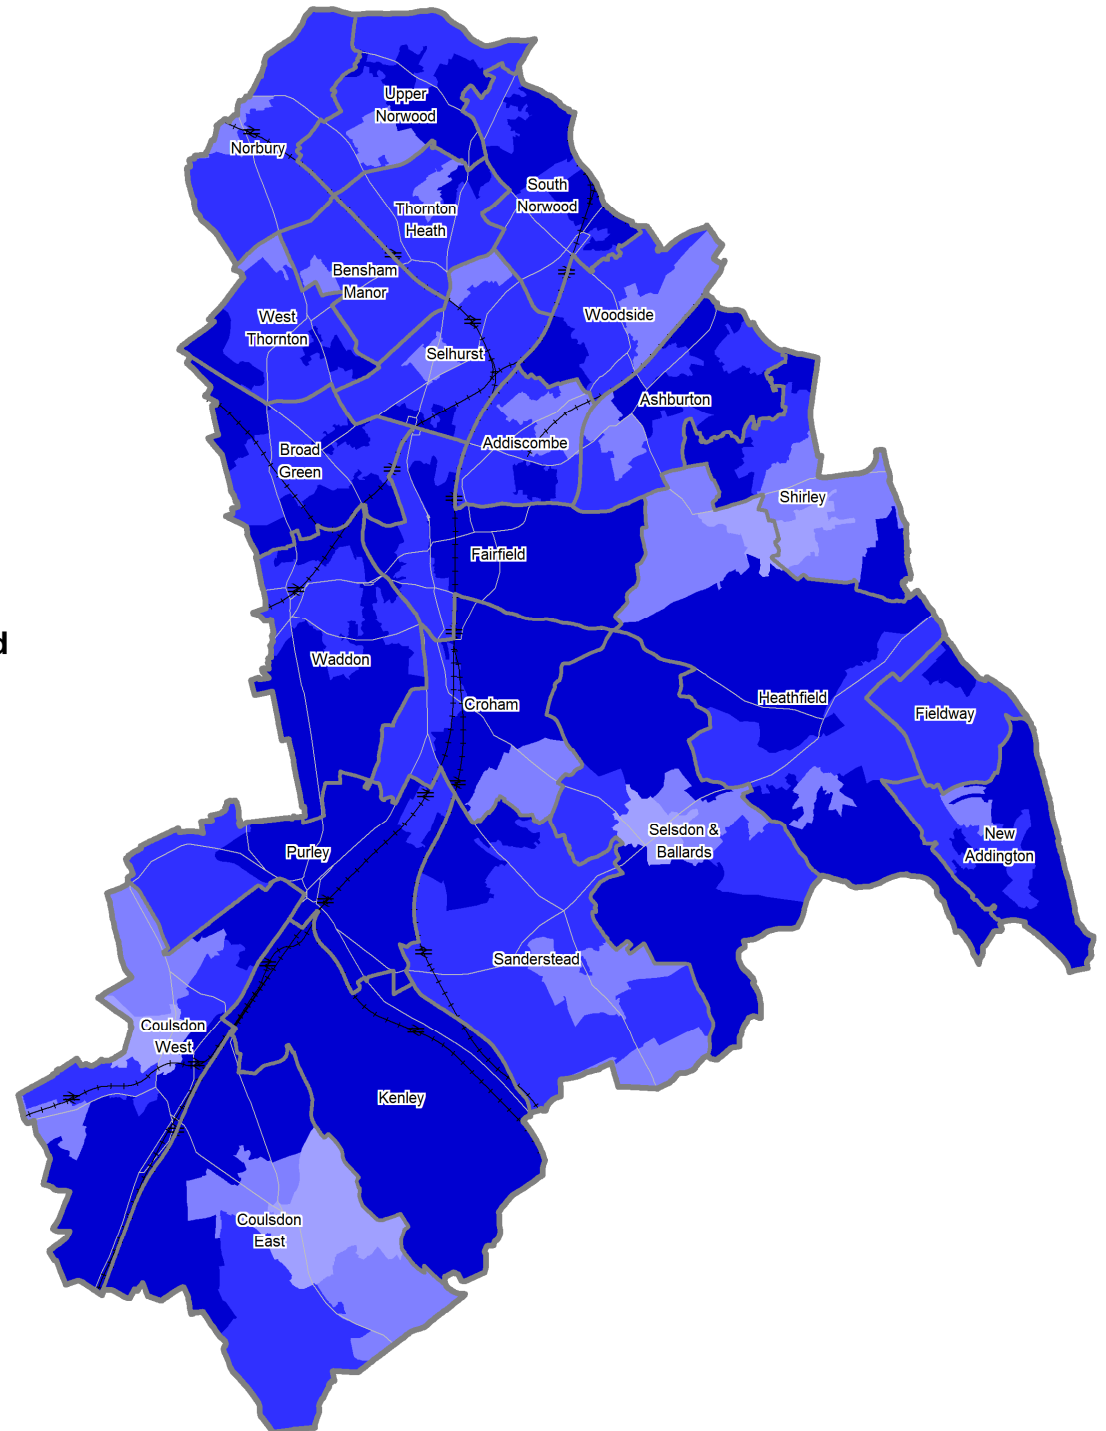 Upper
Norwood
Norbury
South
Norwood
Thornton
Heath
Bensham
Manor
West
Thornton
Woodside
Selhurst
Ashburton
Addiscombe
Broad
Green
Shirley
Fairfield
d
Waddon
Heathfield
Croham
Fieldway
Selsdon &
Ballards
New
Addington
Purley
Sanderstead
Coulsdon
West
Kenley
Coulsdon
East